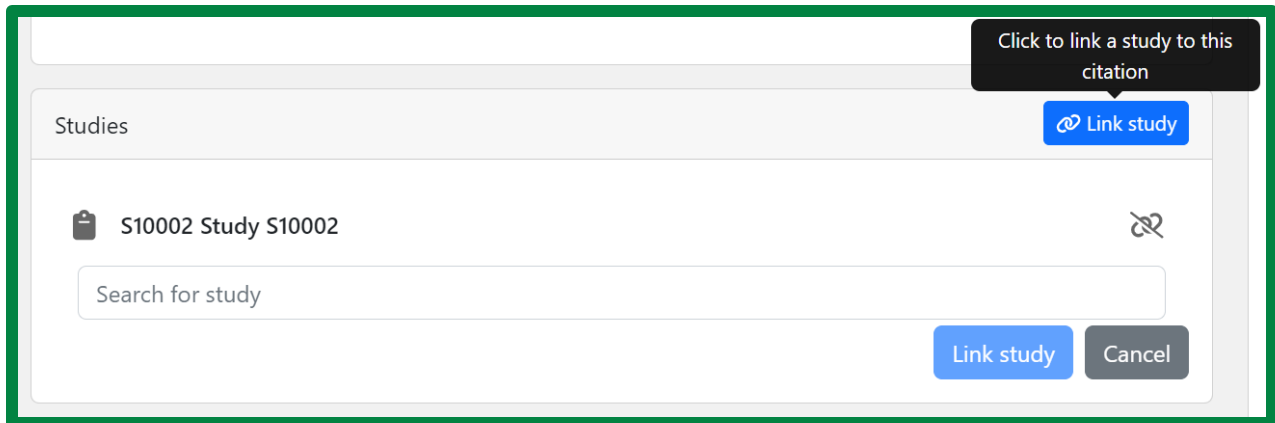 Click to link a study to this
citation
Studies
Link study
S10002 Study S10002
Search for study
Link study
Cancel